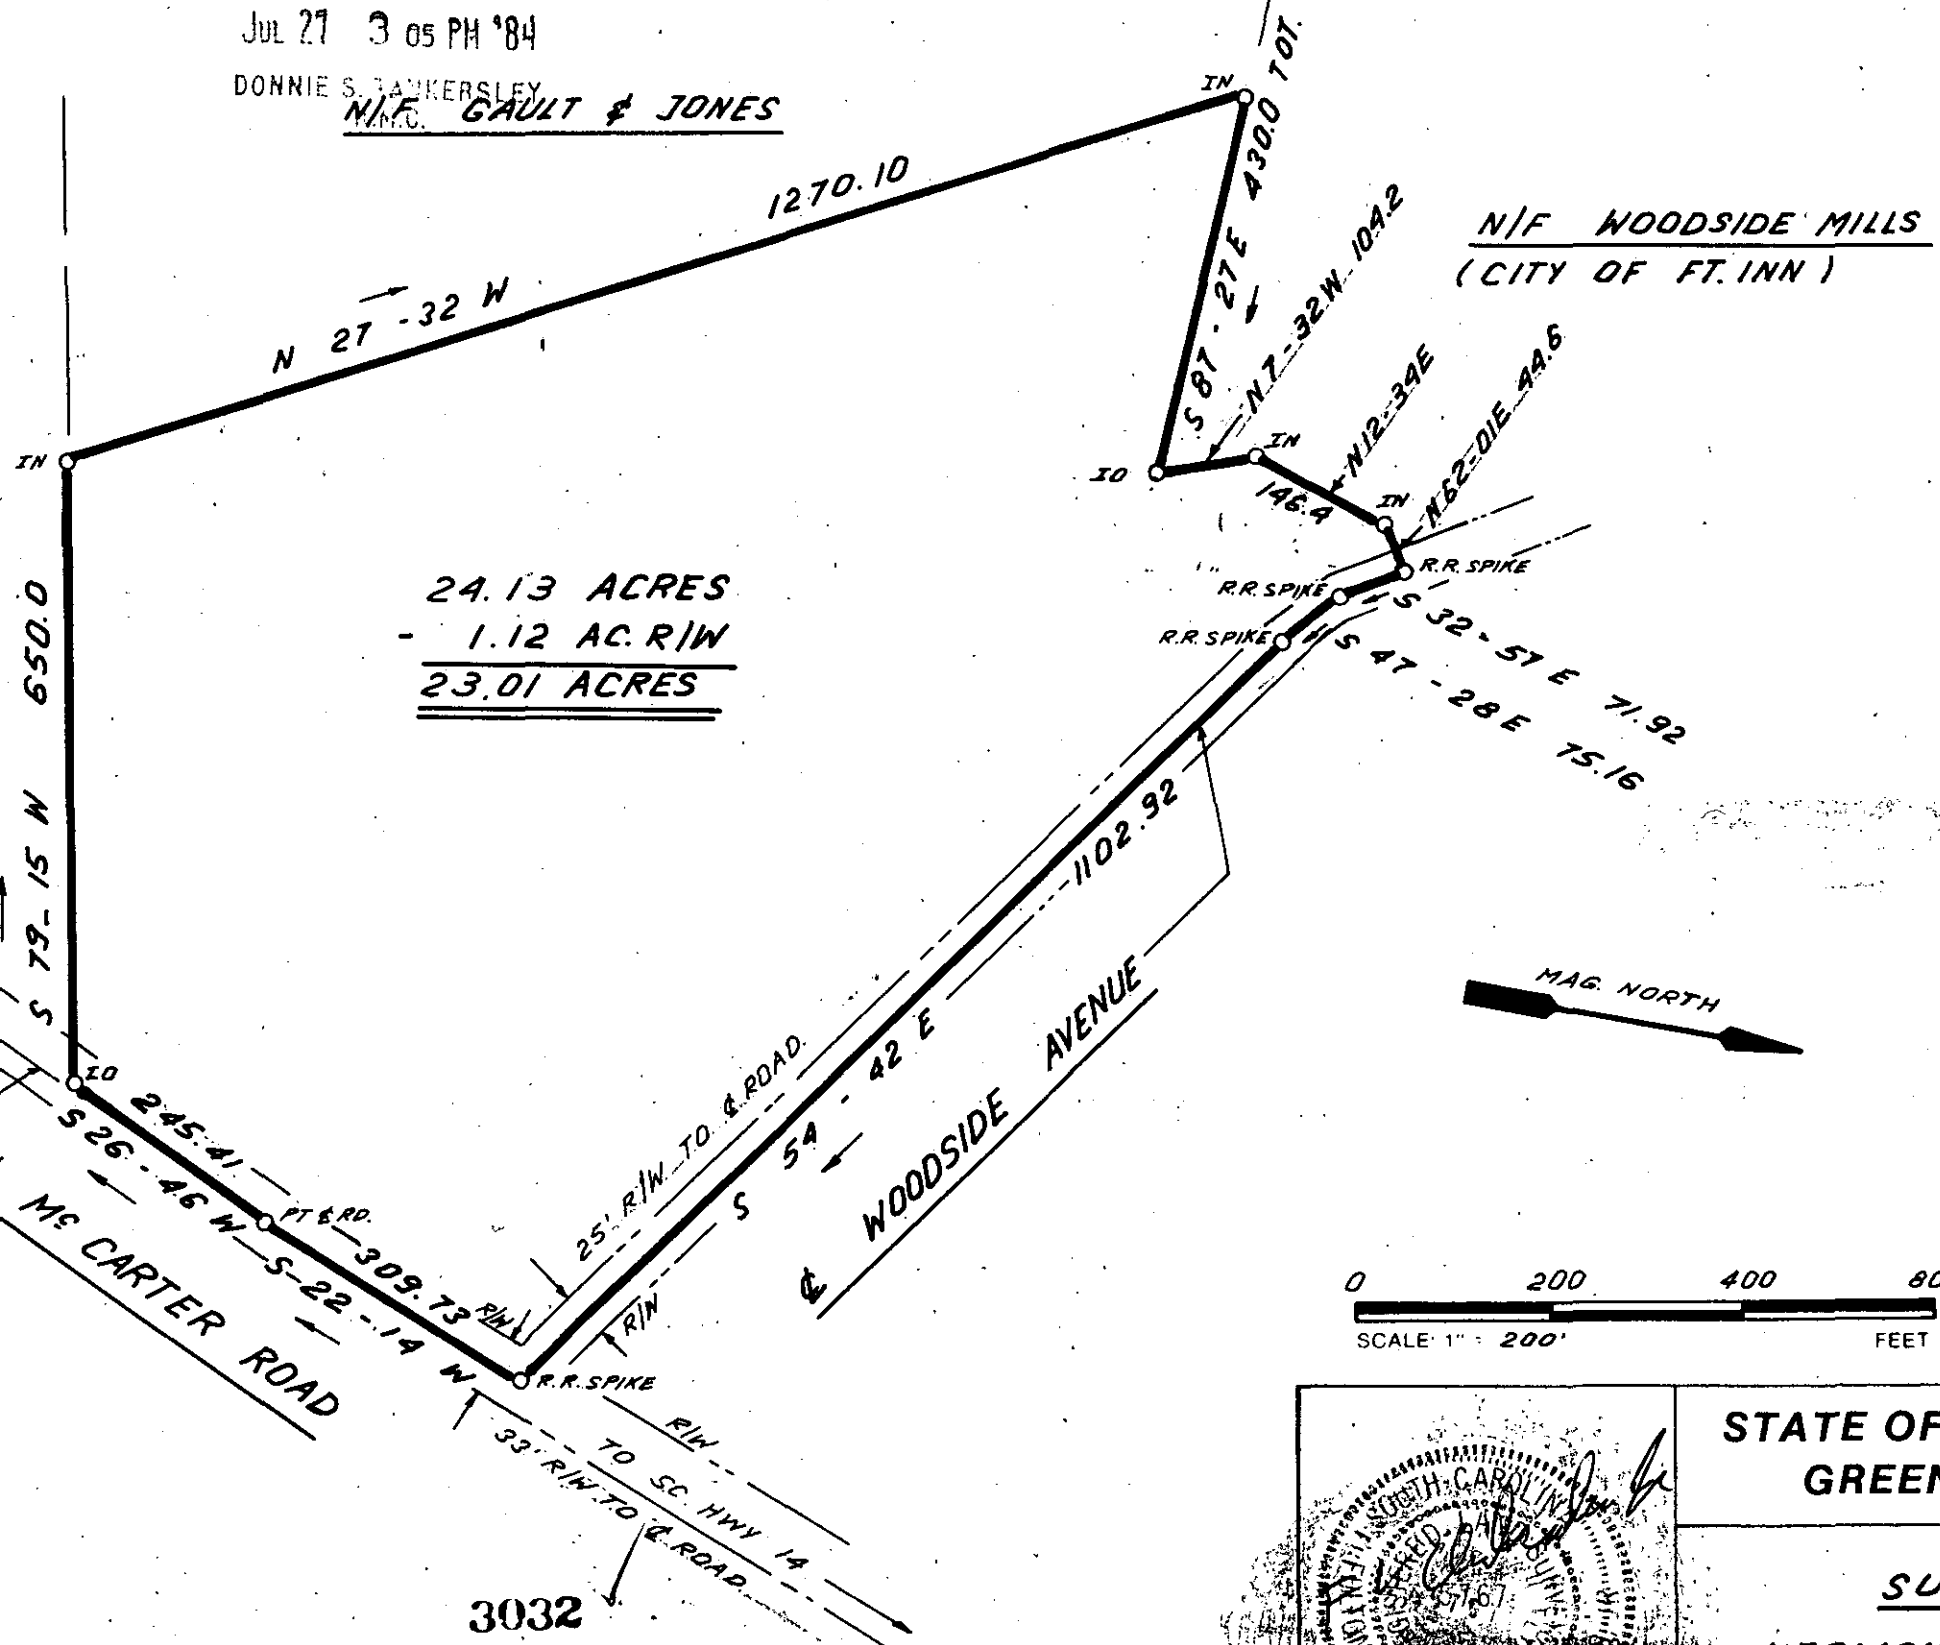 JUL 27 3 05 PM '84
DONNIE S. TANKERSLEY
R.M.C.
N/F GAULT & JONES
IN
430.0 TOT.
1270.10
N 27-32 W
S 87-27 E
N 7-32 W 104.2
N/F WOODSIDE MILLS
(CITY OF FT. INN)
N 12-34 E
N 62-01 E 44.6
IN
IO
IN
146.4
IN
R.R. SPIKE
R.R. SPIKE
R.R. SPIKE
S 32-57 E 71.92
S 47-28 E 75.16
24.13 ACRES
- 1.12 AC. R/W
23.01 ACRES
650.0
S 79-15 W
1102.92
S 54-42 E
MAG. NORTH
WOODSIDE AVENUE
25' R/W TO ℄ ROAD.
IO
245.41
S 26-46 W
PT ℄ RD.
309.73
S-22-14 W
R/W
R/W
℄
MC CARTER ROAD
R.R. SPIKE
R/W
TO SC. HWY 14
33' R/W TO ℄ ROAD
0 200 400 80
SCALE 1" = 200' FEET
STATE OF
GREEN
SU
SOUTH CAROLINA
3032